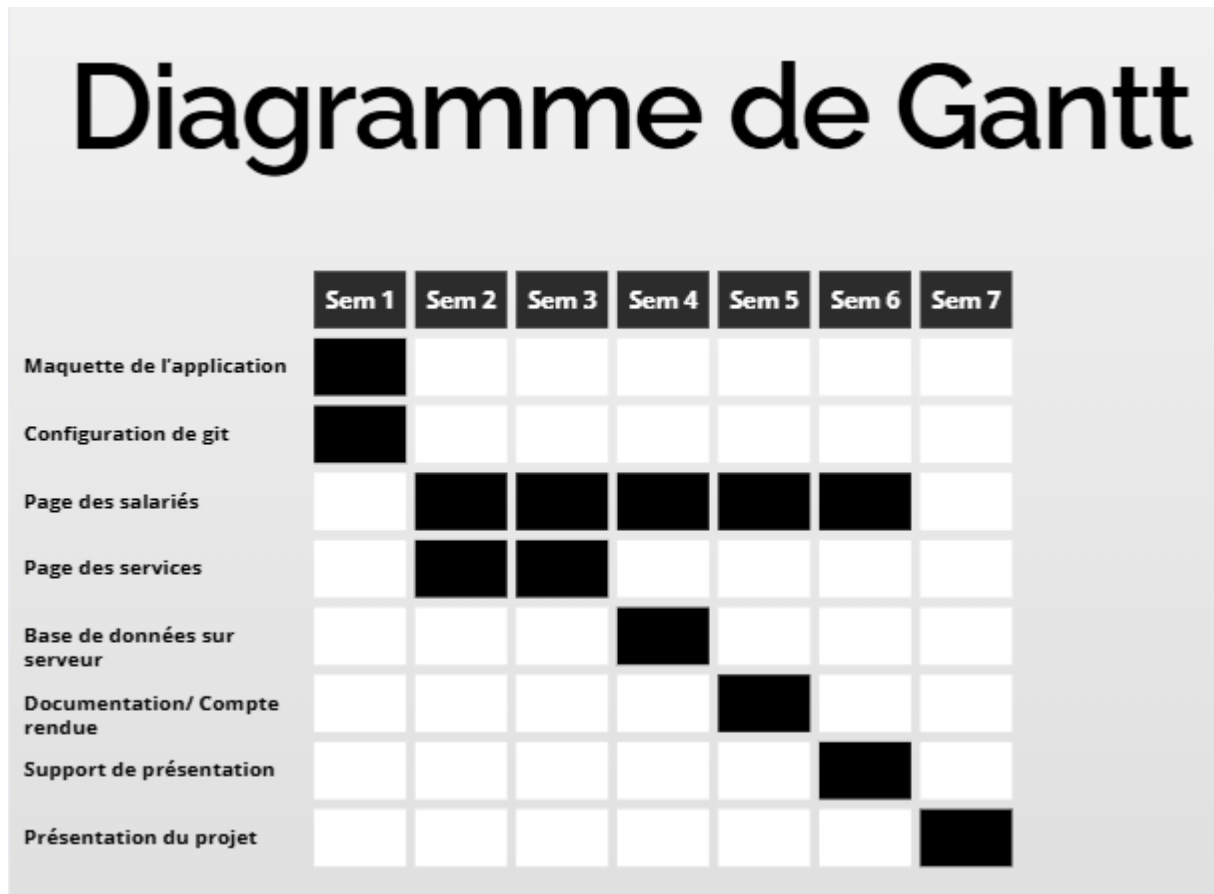 Diagramme de Gantt
Sem 1 Sem 2 Sem 3 Sem 4 Sem 5 Sem 6 Sem 7
Maquette de l'application
Configuration de git
Page des salariés
Page des services
Base de données sur
serveur
Documentation/ Compte
rendue
Support de présentation
Présentation du projet